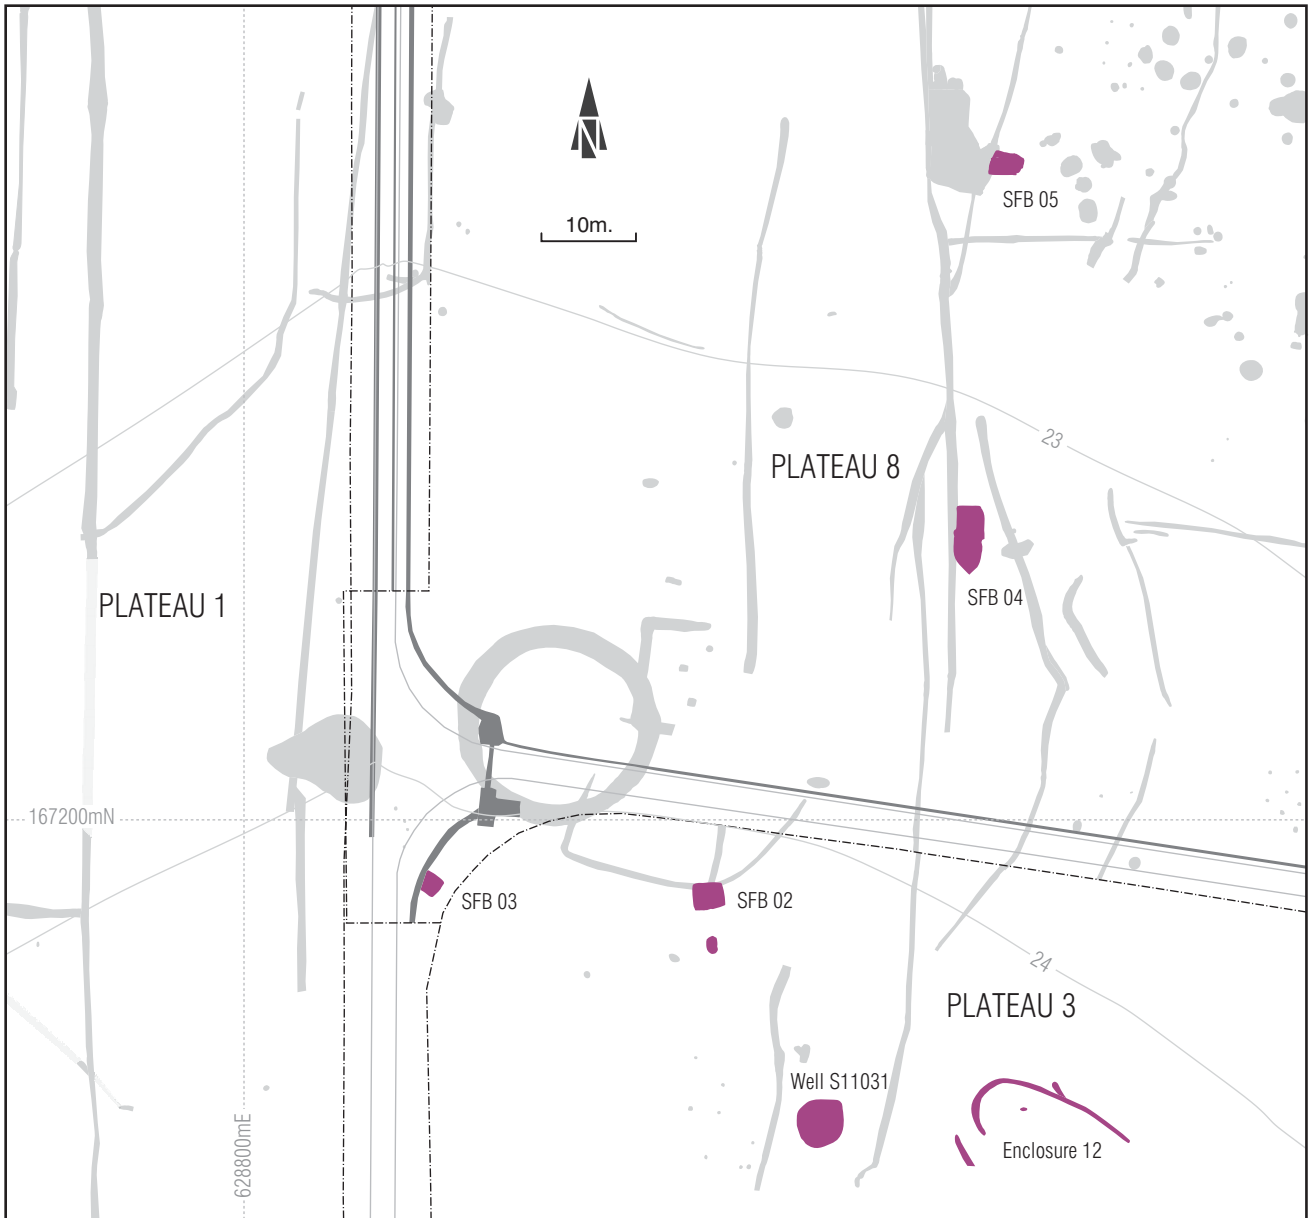 N
10m.
SFB 05
23
PLATEAU 8
SFB 04
PLATEAU 1
167200mN
SFB 03
SFB 02
24
PLATEAU 3
Well S11031
628800mE
Enclosure 12